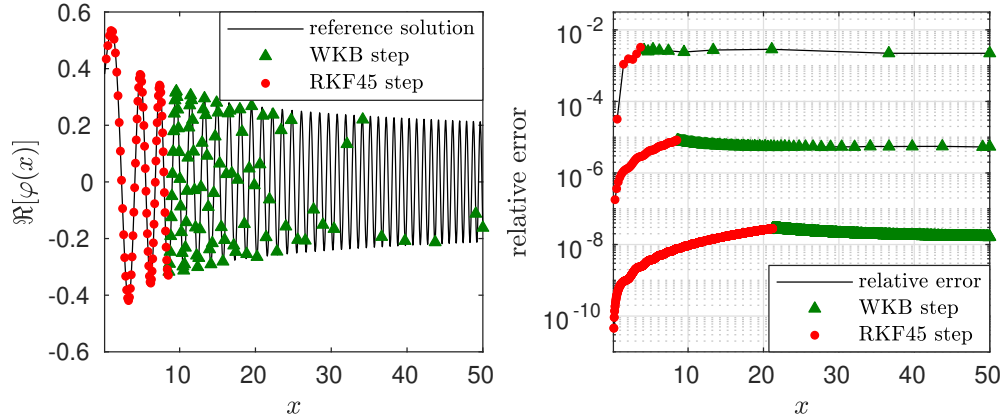 0.6
0.4
0.2
0
-0.2
-0.4
-0.6
ℜ[φ(x)]
10
20
30
40
50
x
reference solution
WKB step
RKF45 step
10^-2
10^-4
10^-6
10^-8
10^-10
relative error
10
20
30
40
50
x
relative error
WKB step
RKF45 step